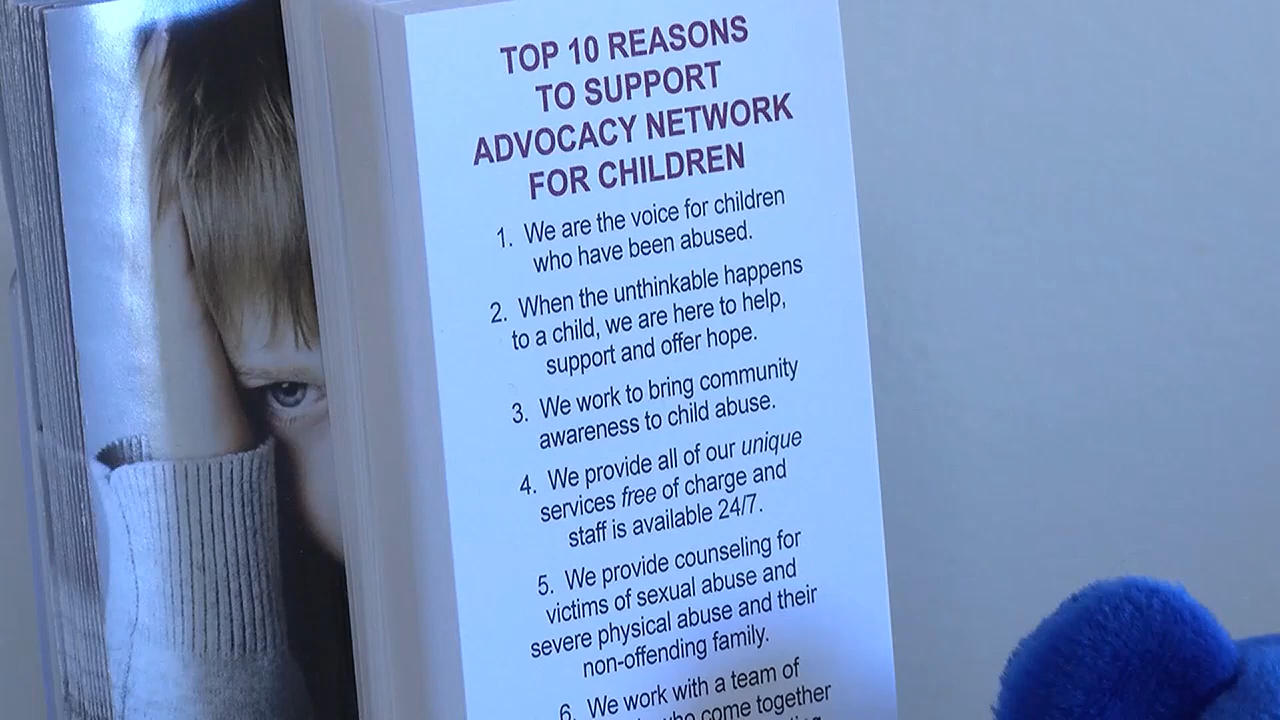 TOP 10 REASONS
TO SUPPORT
ADVOCACY NETWORK
FOR CHILDREN
1. We are the voice for children
who have been abused.
2. When the unthinkable happens
to a child, we are here to help,
support and offer hope.
3. We work to bring community
awareness to child abuse.
4. We provide all of our unique
services free of charge and
staff is available 24/7.
5. We provide counseling for
victims of sexual abuse and
severe physical abuse and their
non-offending family.
6. We work with a team of
who come together